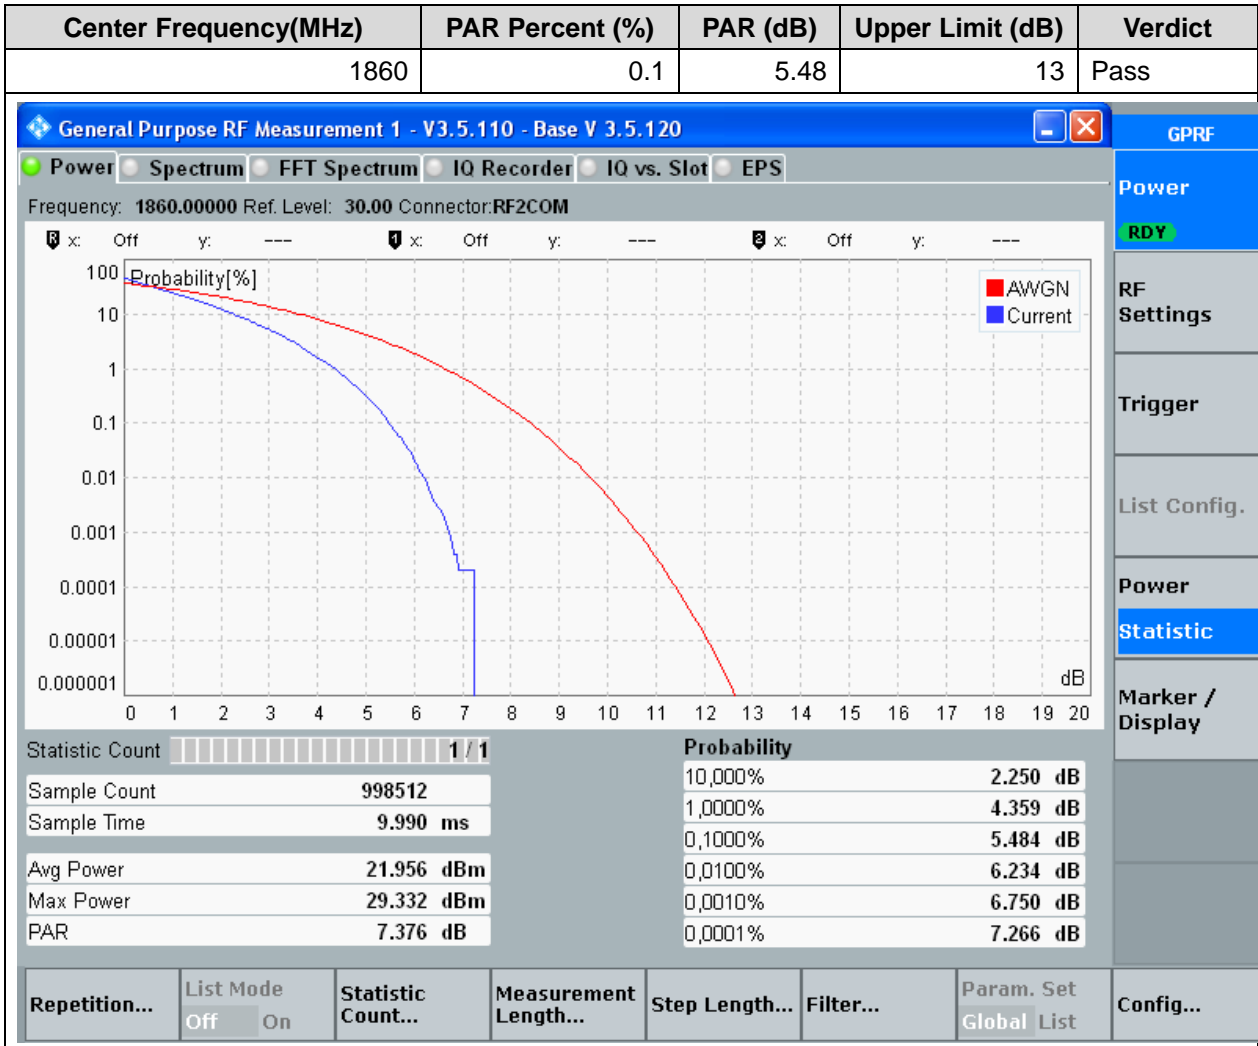 Center Frequency(MHz) PAR Percent (%) PAR (dB) Upper Limit (dB) Verdict
1860 0.1 5.48 13 Pass
General Purpose RF Measurement 1 - V3.5.110 - Base V 3.5.120
GPRF
Power Spectrum FFT Spectrum IQ Recorder IQ vs. Slot EPS
Power
RDY
Frequency: 1860.00000 Ref. Level: 30.00 Connector:RF2COM
R x: Off y: --- 1 x: Off y: --- 2 x: Off y: ---
Probability[%]
AWGN
Current
100
10
1
0.1
0.01
0.001
0.0001
0.00001
0.000001
dB
0 1 2 3 4 5 6 7 8 9 10 11 12 13 14 15 16 17 18 19 20
RF
Settings
Trigger
List Config.
Power
Statistic
Marker /
Display
Statistic Count 1 / 1
Sample Count 998512
Sample Time 9.990 ms
Avg Power 21.956 dBm
Max Power 29.332 dBm
PAR 7.376 dB
Probability
10,000% 2.250 dB
1,0000% 4.359 dB
0,1000% 5.484 dB
0,0100% 6.234 dB
0,0010% 6.750 dB
0,0001% 7.266 dB
Repetition...
List Mode
Off On
Statistic
Count...
Measurement
Length...
Step Length...
Filter...
Param. Set
Global List
Config...